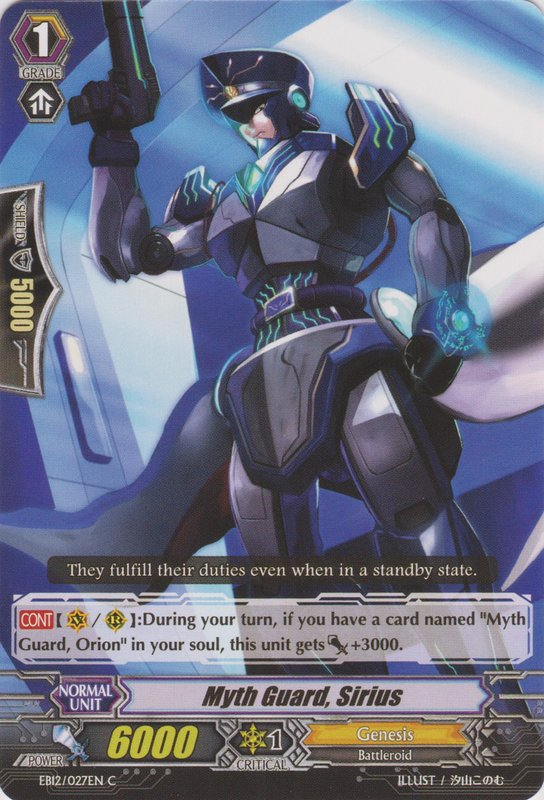 1
GRADE
SHIELD
5000
They fulfill their duties even when in a standby state.
CONT【 V / R 】:During your turn, if you have a card named "Myth
Guard, Orion" in your soul, this unit gets +3000.
NORMAL
UNIT
Myth Guard, Sirius
POWER
6000
1
CRITICAL
Genesis
Battleroid
EB12/027EN C
ILLUST / 汐山このむ